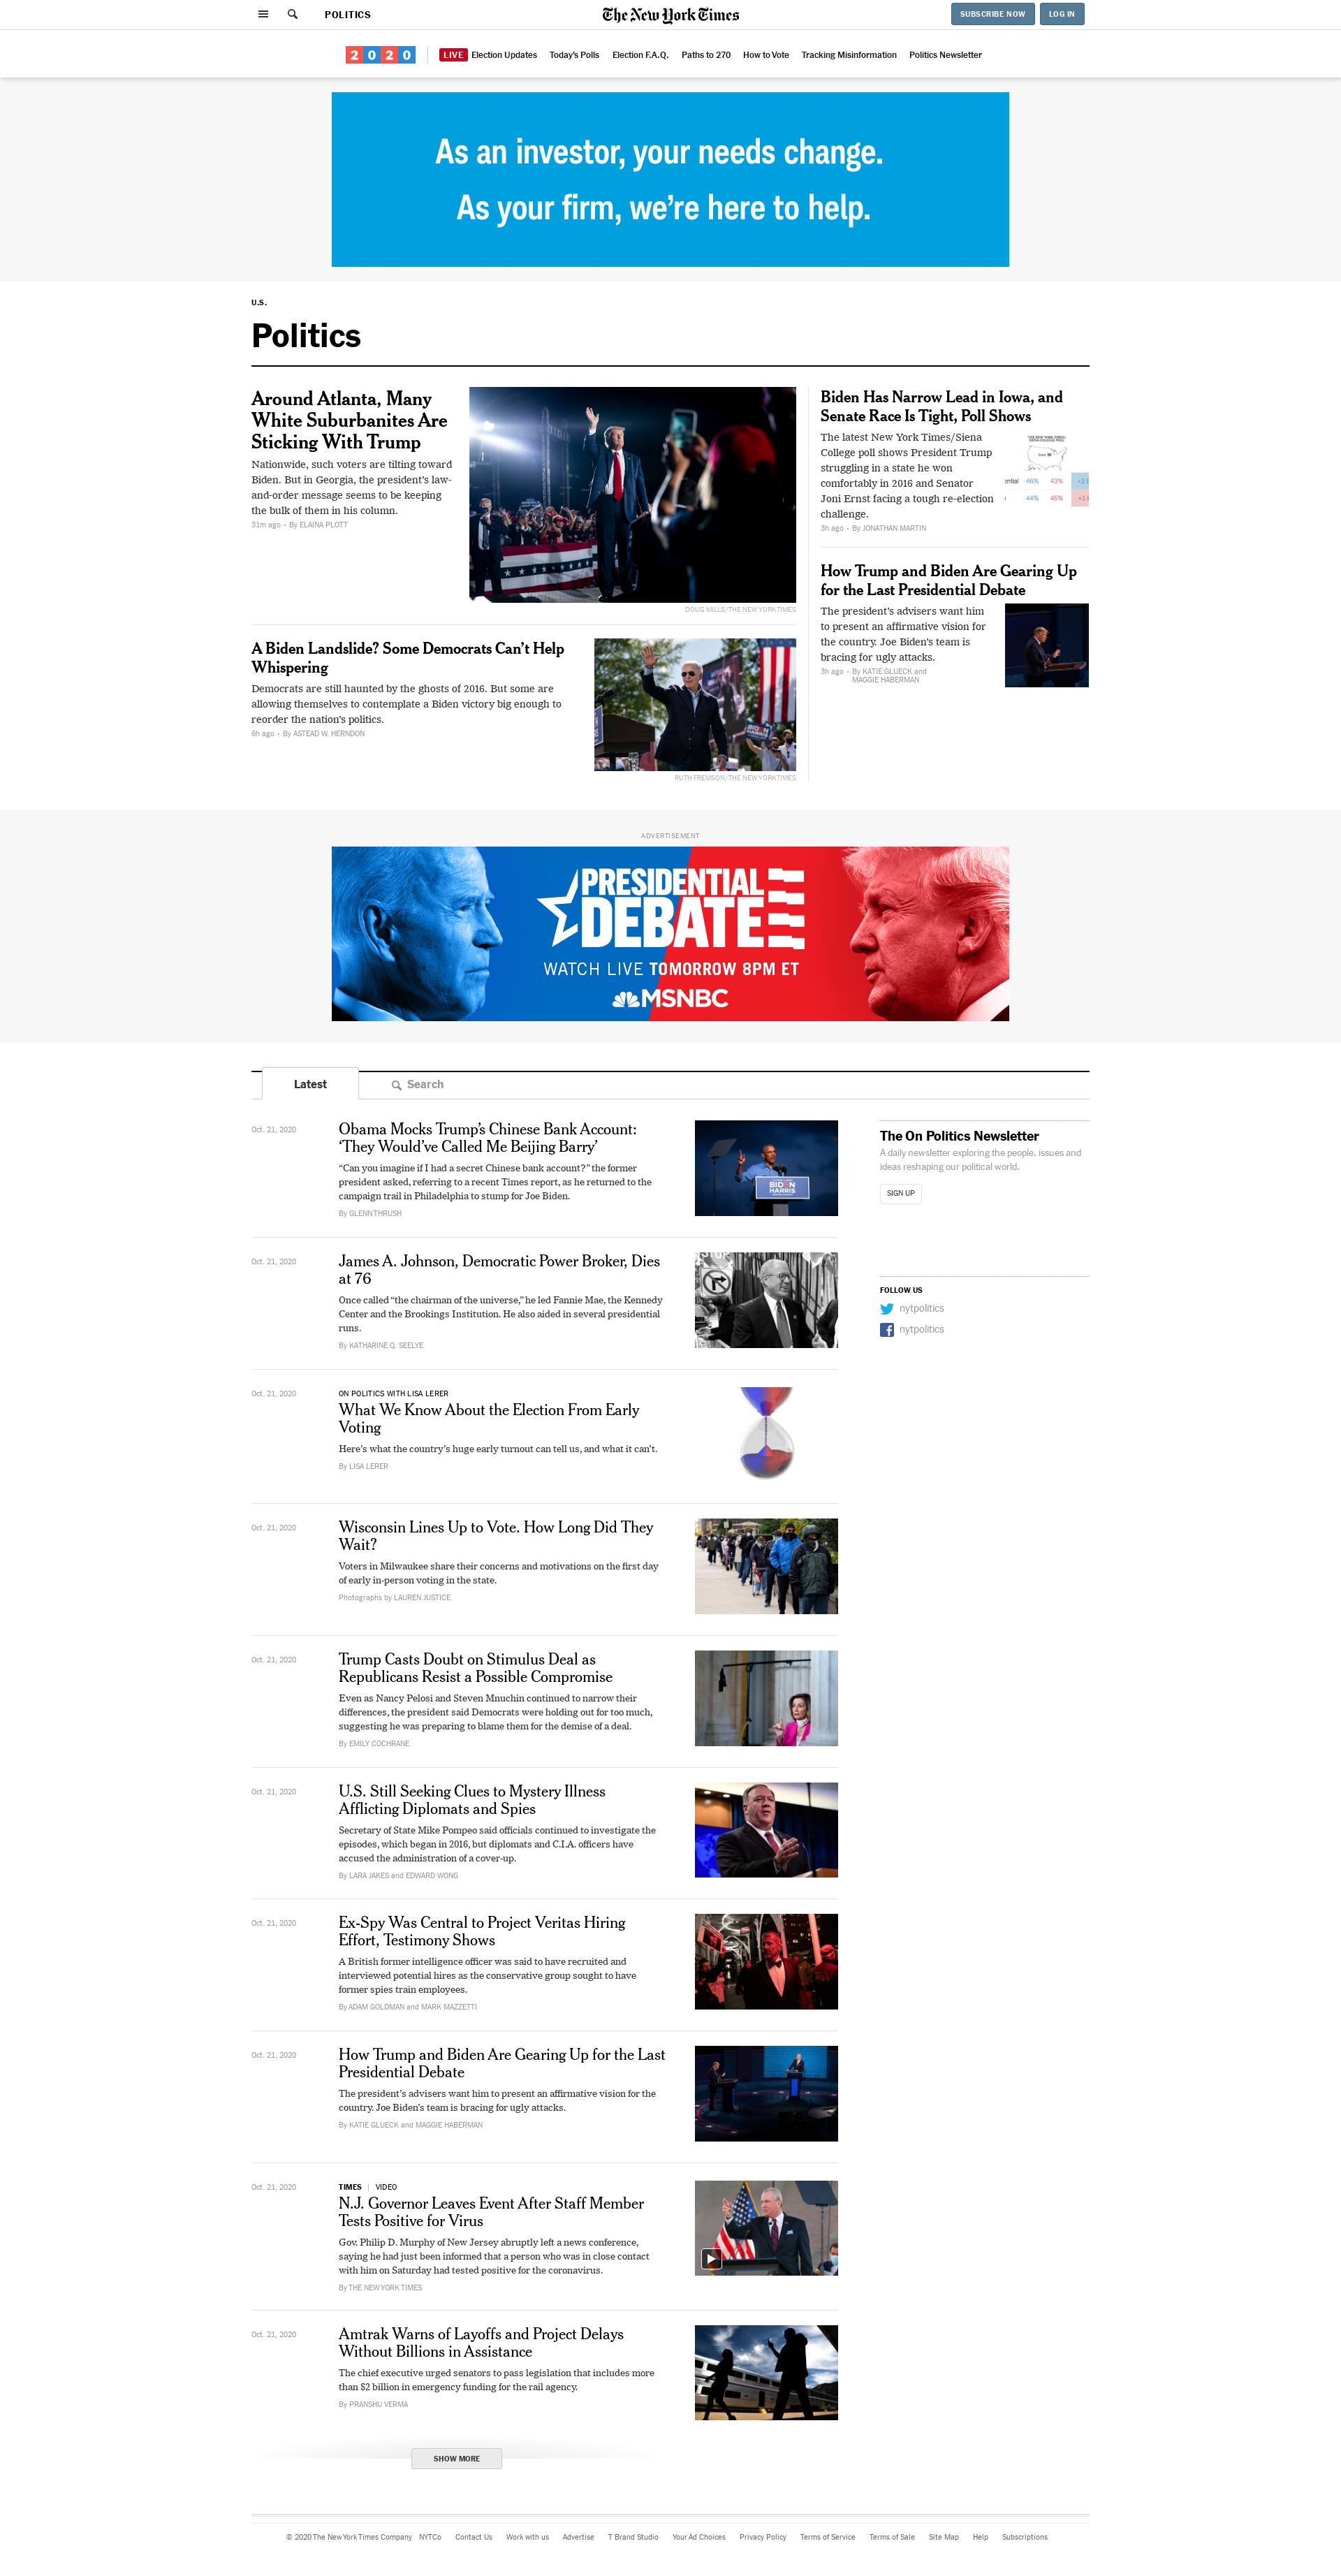 POLITICS
The New York Times
SUBSCRIBE NOW
LOG IN
2020
LIVE Election Updates
Today's Polls
Election F.A.Q.
Paths to 270
How to Vote
Tracking Misinformation
Politics Newsletter
As an investor, your needs change.
As your firm, we're here to help.
U.S.
Politics
Around Atlanta, Many
White Suburbanites Are
Sticking With Trump
Nationwide, such voters are tilting toward
Biden. But in Georgia, the president's law-
and-order message seems to be keeping
the bulk of them in his column.
31m ago • By ELAINA PLOTT
DOUG MILLS/THE NEW YORK TIMES
A Biden Landslide? Some Democrats Can't Help
Whispering
Democrats are still haunted by the ghosts of 2016. But some are
allowing themselves to contemplate a Biden victory big enough to
reorder the nation's politics.
6h ago • By ASTEAD W. HERNDON
RUTH FREMSON/THE NEW YORK TIMES
Biden Has Narrow Lead in Iowa, and
Senate Race Is Tight, Poll Shows
The latest New York Times/Siena
College poll shows President Trump
struggling in a state he won
comfortably in 2016 and Senator
Joni Ernst facing a tough re-election
challenge.
3h ago • By JONATHAN MARTIN
THE NEW YORK TIMES/
SIENA COLLEGE POLL
46% 43%
44% 45%
How Trump and Biden Are Gearing Up
for the Last Presidential Debate
The president's advisers want him
to present an affirmative vision for
the country. Joe Biden's team is
bracing for ugly attacks.
3h ago • By KATIE GLUECK and
MAGGIE HABERMAN
ADVERTISEMENT
PRESIDENTIAL
DEBATE
WATCH LIVE TOMORROW 8PM ET
MSNBC
Latest
Search
Oct. 21, 2020
Obama Mocks Trump's Chinese Bank Account:
‘They Would've Called Me Beijing Barry’
“Can you imagine if I had a secret Chinese bank account?” the former
president asked, referring to a recent Times report, as he returned to the
campaign trail in Philadelphia to stump for Joe Biden.
By GLENN THRUSH
BIDEN
HARRIS
The On Politics Newsletter
A daily newsletter exploring the people, issues and
ideas reshaping our political world.
SIGN UP
FOLLOW US
nytpolitics
nytpolitics
Oct. 21, 2020
James A. Johnson, Democratic Power Broker, Dies
at 76
Once called “the chairman of the universe,” he led Fannie Mae, the Kennedy
Center and the Brookings Institution. He also aided in several presidential
runs.
By KATHARINE Q. SEELYE
Oct. 21, 2020
ON POLITICS WITH LISA LERER
What We Know About the Election From Early
Voting
Here's what the country's huge early turnout can tell us, and what it can't.
By LISA LERER
Oct. 21, 2020
Wisconsin Lines Up to Vote. How Long Did They
Wait?
Voters in Milwaukee share their concerns and motivations on the first day
of early in-person voting in the state.
Photographs by LAUREN JUSTICE
Oct. 21, 2020
Trump Casts Doubt on Stimulus Deal as
Republicans Resist a Possible Compromise
Even as Nancy Pelosi and Steven Mnuchin continued to narrow their
differences, the president said Democrats were holding out for too much,
suggesting he was preparing to blame them for the demise of a deal.
By EMILY COCHRANE
Oct. 21, 2020
U.S. Still Seeking Clues to Mystery Illness
Afflicting Diplomats and Spies
Secretary of State Mike Pompeo said officials continued to investigate the
episodes, which began in 2016, but diplomats and C.I.A. officers have
accused the administration of a cover-up.
By LARA JAKES and EDWARD WONG
Oct. 21, 2020
Ex-Spy Was Central to Project Veritas Hiring
Effort, Testimony Shows
A British former intelligence officer was said to have recruited and
interviewed potential hires as the conservative group sought to have
former spies train employees.
By ADAM GOLDMAN and MARK MAZZETTI
Oct. 21, 2020
How Trump and Biden Are Gearing Up for the Last
Presidential Debate
The president's advisers want him to present an affirmative vision for the
country. Joe Biden's team is bracing for ugly attacks.
By KATIE GLUECK and MAGGIE HABERMAN
Oct. 21, 2020
TIMES | VIDEO
N.J. Governor Leaves Event After Staff Member
Tests Positive for Virus
Gov. Philip D. Murphy of New Jersey abruptly left a news conference,
saying he had just been informed that a person who was in close contact
with him on Saturday had tested positive for the coronavirus.
By THE NEW YORK TIMES
Oct. 21, 2020
Amtrak Warns of Layoffs and Project Delays
Without Billions in Assistance
The chief executive urged senators to pass legislation that includes more
than $2 billion in emergency funding for the rail agency.
By PRANSHU VERMA
SHOW MORE
© 2020 The New York Times Company NYTCo Contact Us Work with us Advertise T Brand Studio Your Ad Choices Privacy Policy Terms of Service Terms of Sale Site Map Help Subscriptions